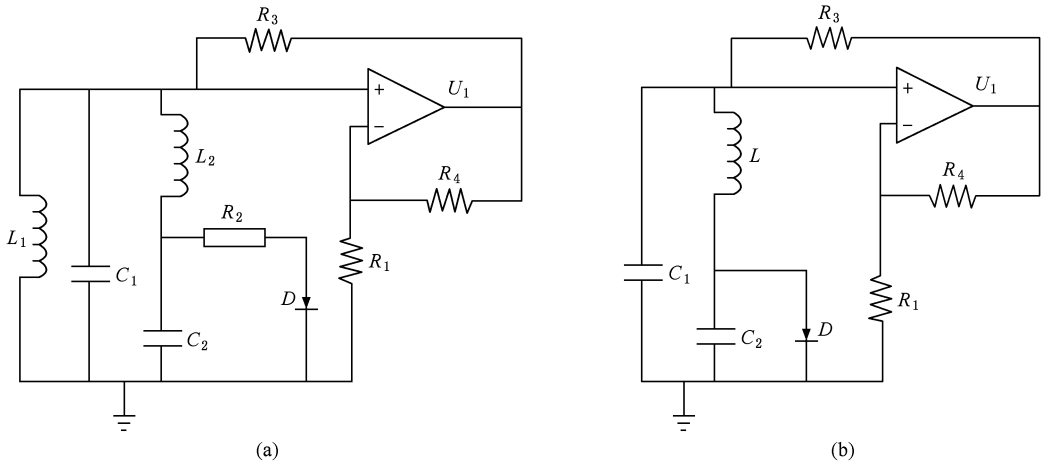 R3
U1
+
−
L2
R4
R2
L1
R1
C1
D
C2
(a)
R3
U1
+
−
L
R4
C1
R1
D
C2
(b)